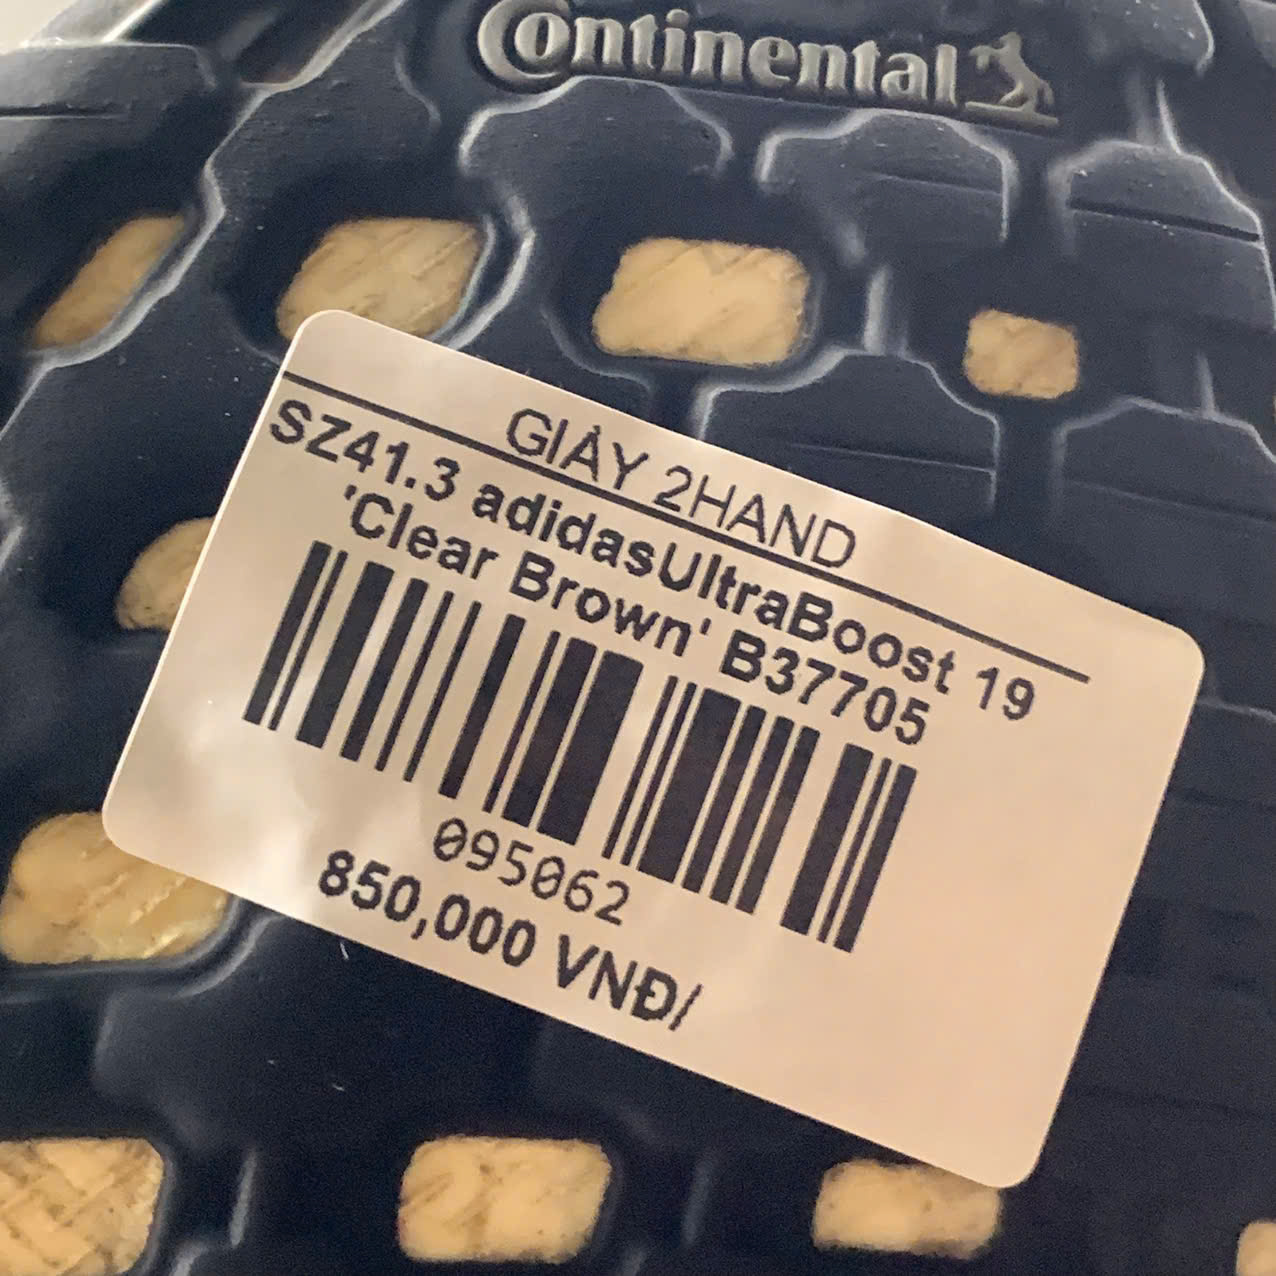 Continental
GIÀY 2HAND
SZ41.3 adidasUltraBoost 19
'Clear Brown' B37705
095062
850,000 VNĐ/